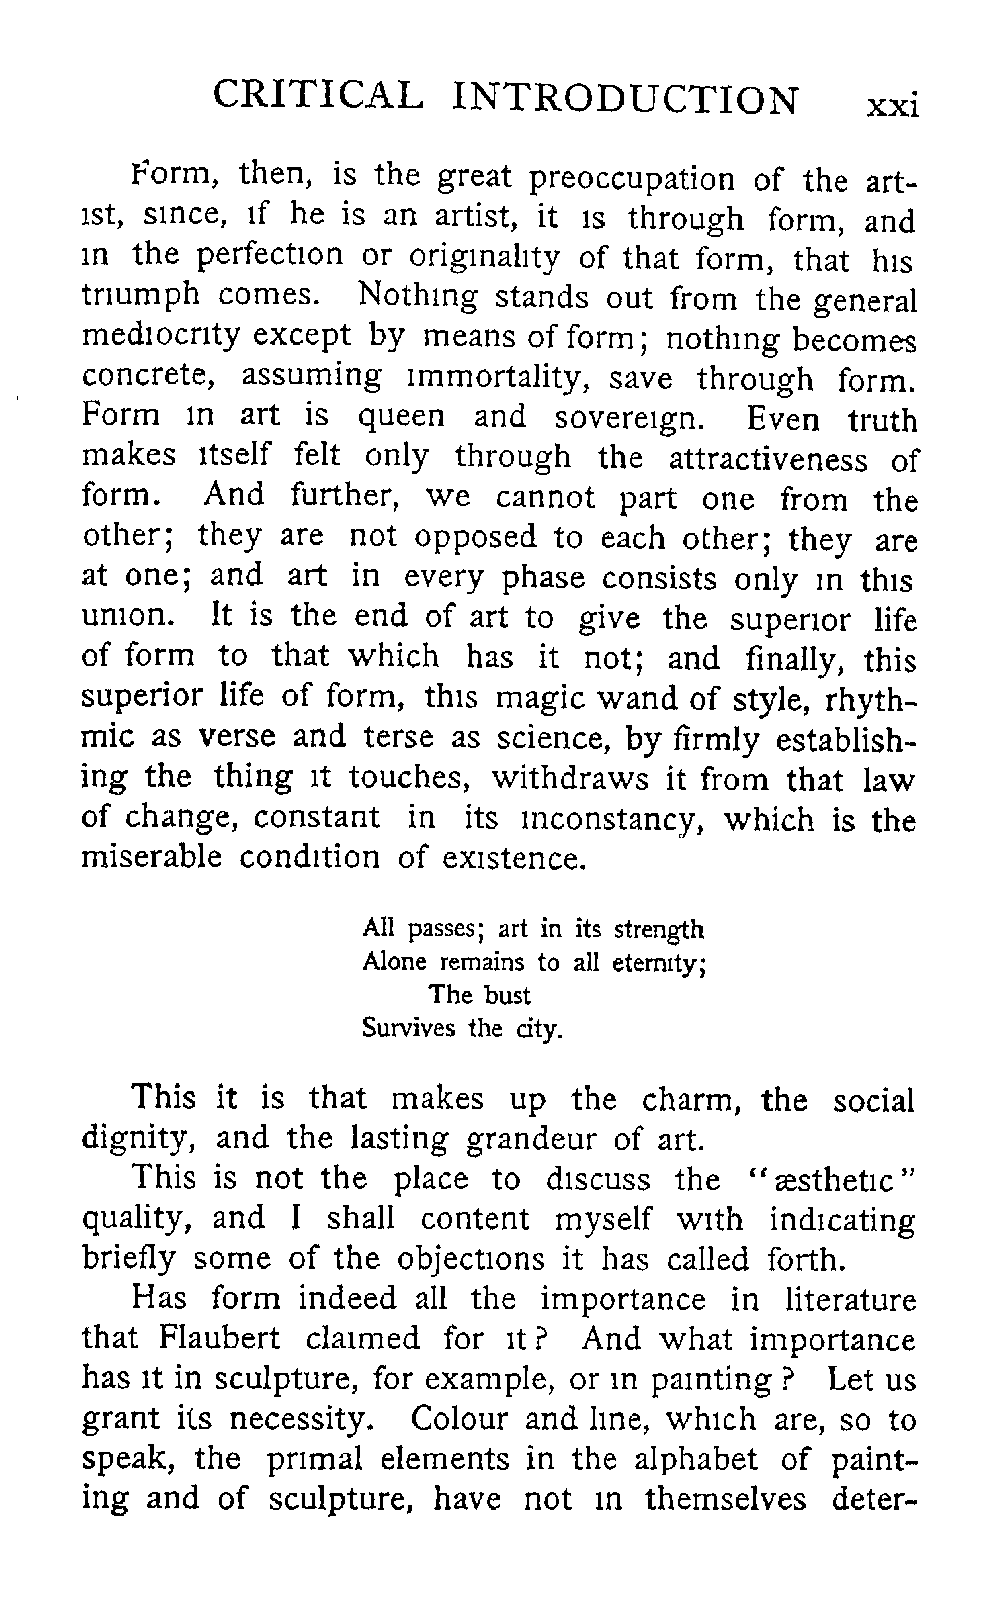 CRITICAL INTRODUCTION xxi
Form, then, is the great preoccupation of the art-
ist, since, if he is an artist, it is through form, and
in the perfection or originality of that form, that his
triumph comes. Nothing stands out from the general
mediocrity except by means of form; nothing becomes
concrete, assuming immortality, save through form.
Form in art is queen and sovereign. Even truth
makes itself felt only through the attractiveness of
form. And further, we cannot part one from the
other; they are not opposed to each other; they are
at one; and art in every phase consists only in this
union. It is the end of art to give the superior life
of form to that which has it not; and finally, this
superior life of form, this magic wand of style, rhyth-
mic as verse and terse as science, by firmly establish-
ing the thing it touches, withdraws it from that law
of change, constant in its inconstancy, which is the
miserable condition of existence.
All passes; art in its strength
Alone remains to all eternity;
The bust
Survives the city.
This it is that makes up the charm, the social
dignity, and the lasting grandeur of art.
This is not the place to discuss the "æsthetic"
quality, and I shall content myself with indicating
briefly some of the objections it has called forth.
Has form indeed all the importance in literature
that Flaubert claimed for it? And what importance
has it in sculpture, for example, or in painting? Let us
grant its necessity. Colour and line, which are, so to
speak, the primal elements in the alphabet of paint-
ing and of sculpture, have not in themselves deter-